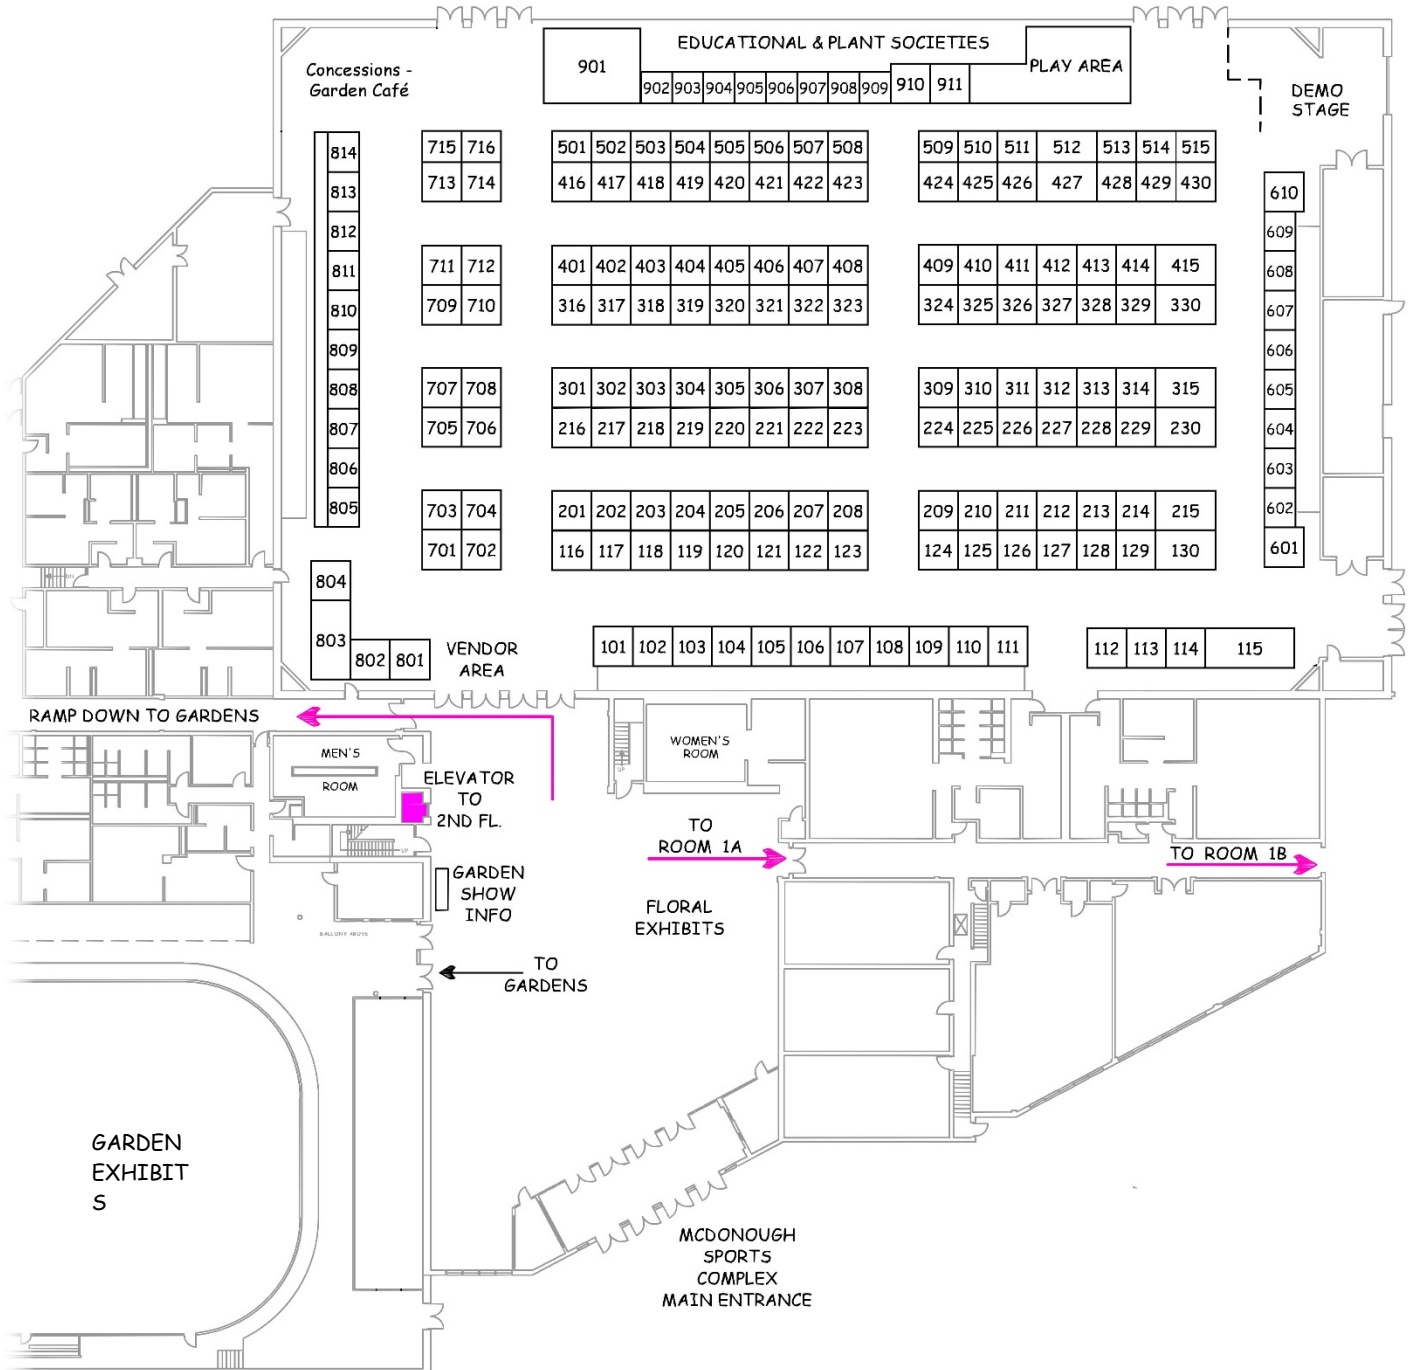 EDUCATIONAL & PLANT SOCIETIES
901
PLAY AREA
902 903 904 905 906 907 908 909 910 911
Concessions -
Garden Café
DEMO
STAGE
814
813
812
811
810
809
808
807
806
805
804
803
802 801
715 716
713 714
711 712
709 710
707 708
705 706
703 704
701 702
501 502 503 504 505 506 507 508
416 417 418 419 420 421 422 423
401 402 403 404 405 406 407 408
316 317 318 319 320 321 322 323
301 302 303 304 305 306 307 308
216 217 218 219 220 221 222 223
201 202 203 204 205 206 207 208
116 117 118 119 120 121 122 123
509 510 511 512 513 514 515
424 425 426 427 428 429 430
409 410 411 412 413 414 415
324 325 326 327 328 329 330
309 310 311 312 313 314 315
224 225 226 227 228 229 230
209 210 211 212 213 214 215
124 125 126 127 128 129 130
610
609
608
607
606
605
604
603
602
601
VENDOR
AREA
101 102 103 104 105 106 107 108 109 110 111
112 113 114 115
RAMP DOWN TO GARDENS
MEN'S
ROOM
WOMEN'S
ROOM
UP
ELEVATOR
TO
2ND FL.
UP
TO
ROOM 1A
TO ROOM 1B
GARDEN
SHOW
INFO
FLORAL
EXHIBITS
BALCONY ABOVE
TO
GARDENS
GARDEN
EXHIBIT
S
MCDONOUGH
SPORTS
COMPLEX
MAIN ENTRANCE